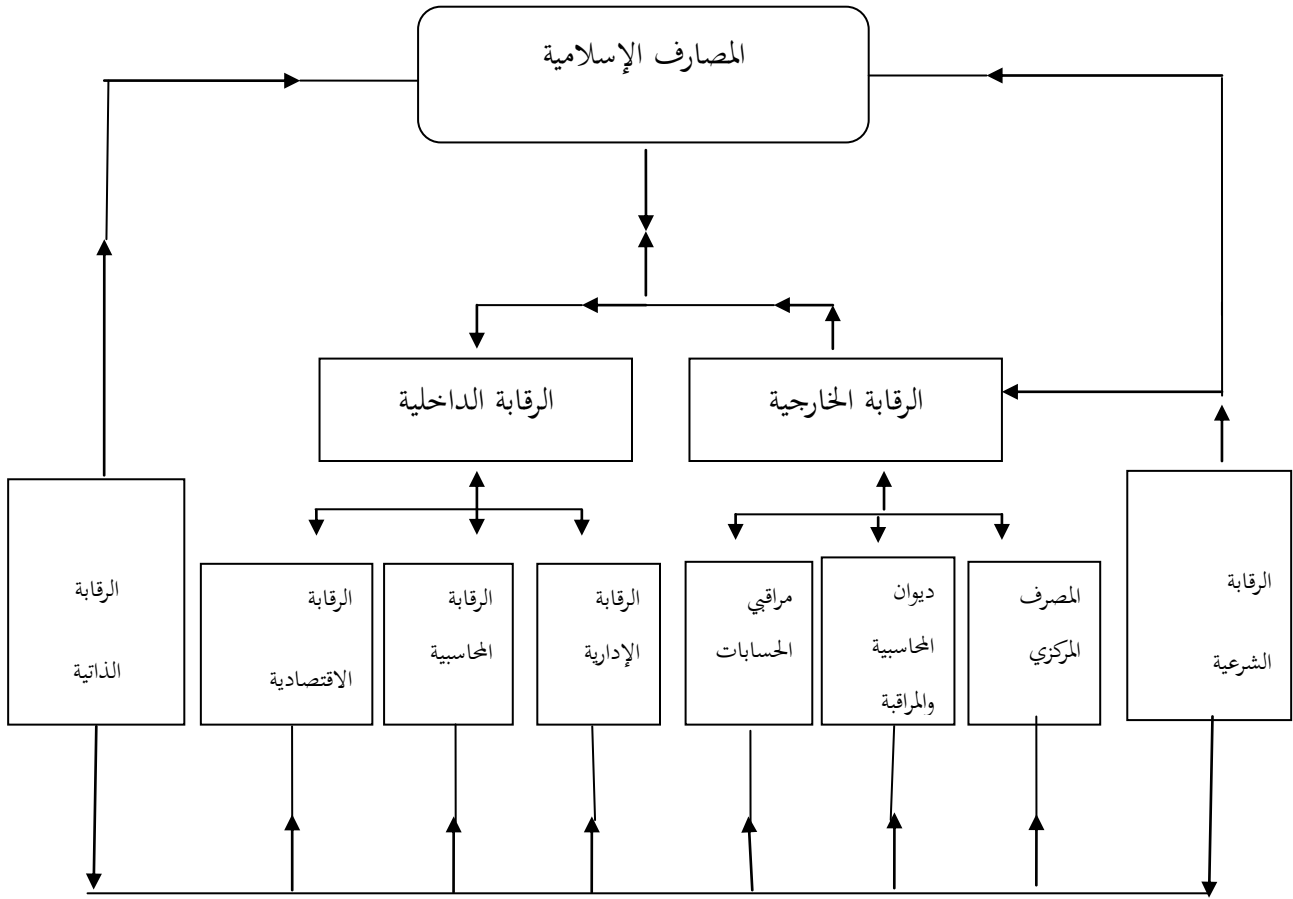 المصارف الإسلامية
الرقابة الخارجية
الرقابة الداخلية
الرقابة
الشرعية
المصرف
المركزي
ديوان
المحاسبية
والمراقبة
مراقبي
الحسابات
الرقابة
الإدارية
الرقابة
المحاسبية
الرقابة
الاقتصادية
الرقابة
الذاتية